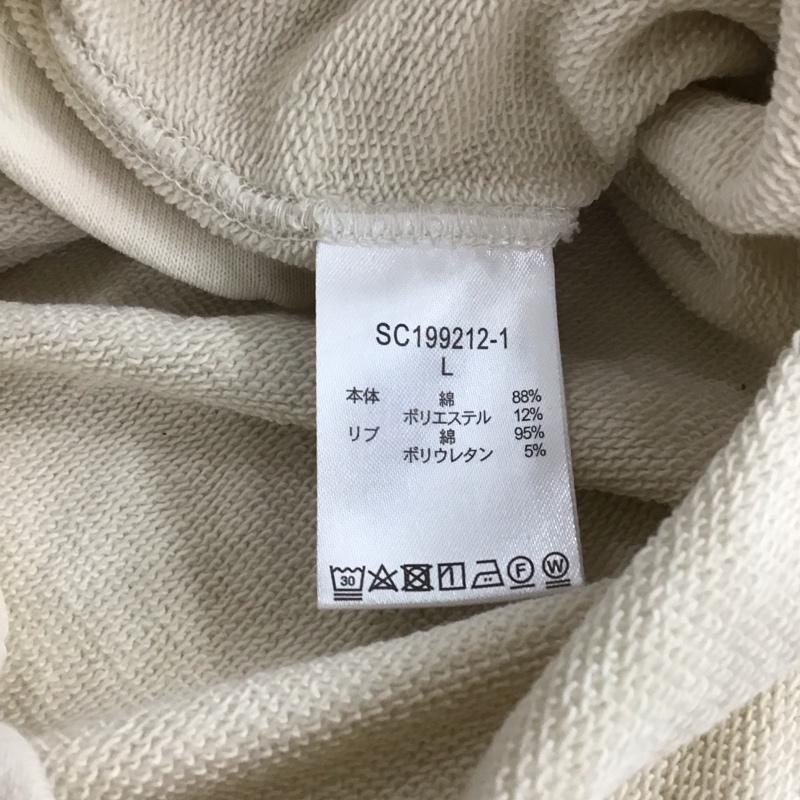 SC199212-1
L
本体 綿 88%
ポリエステル 12%
リブ 綿 95%
ポリウレタン 5%
30 F W